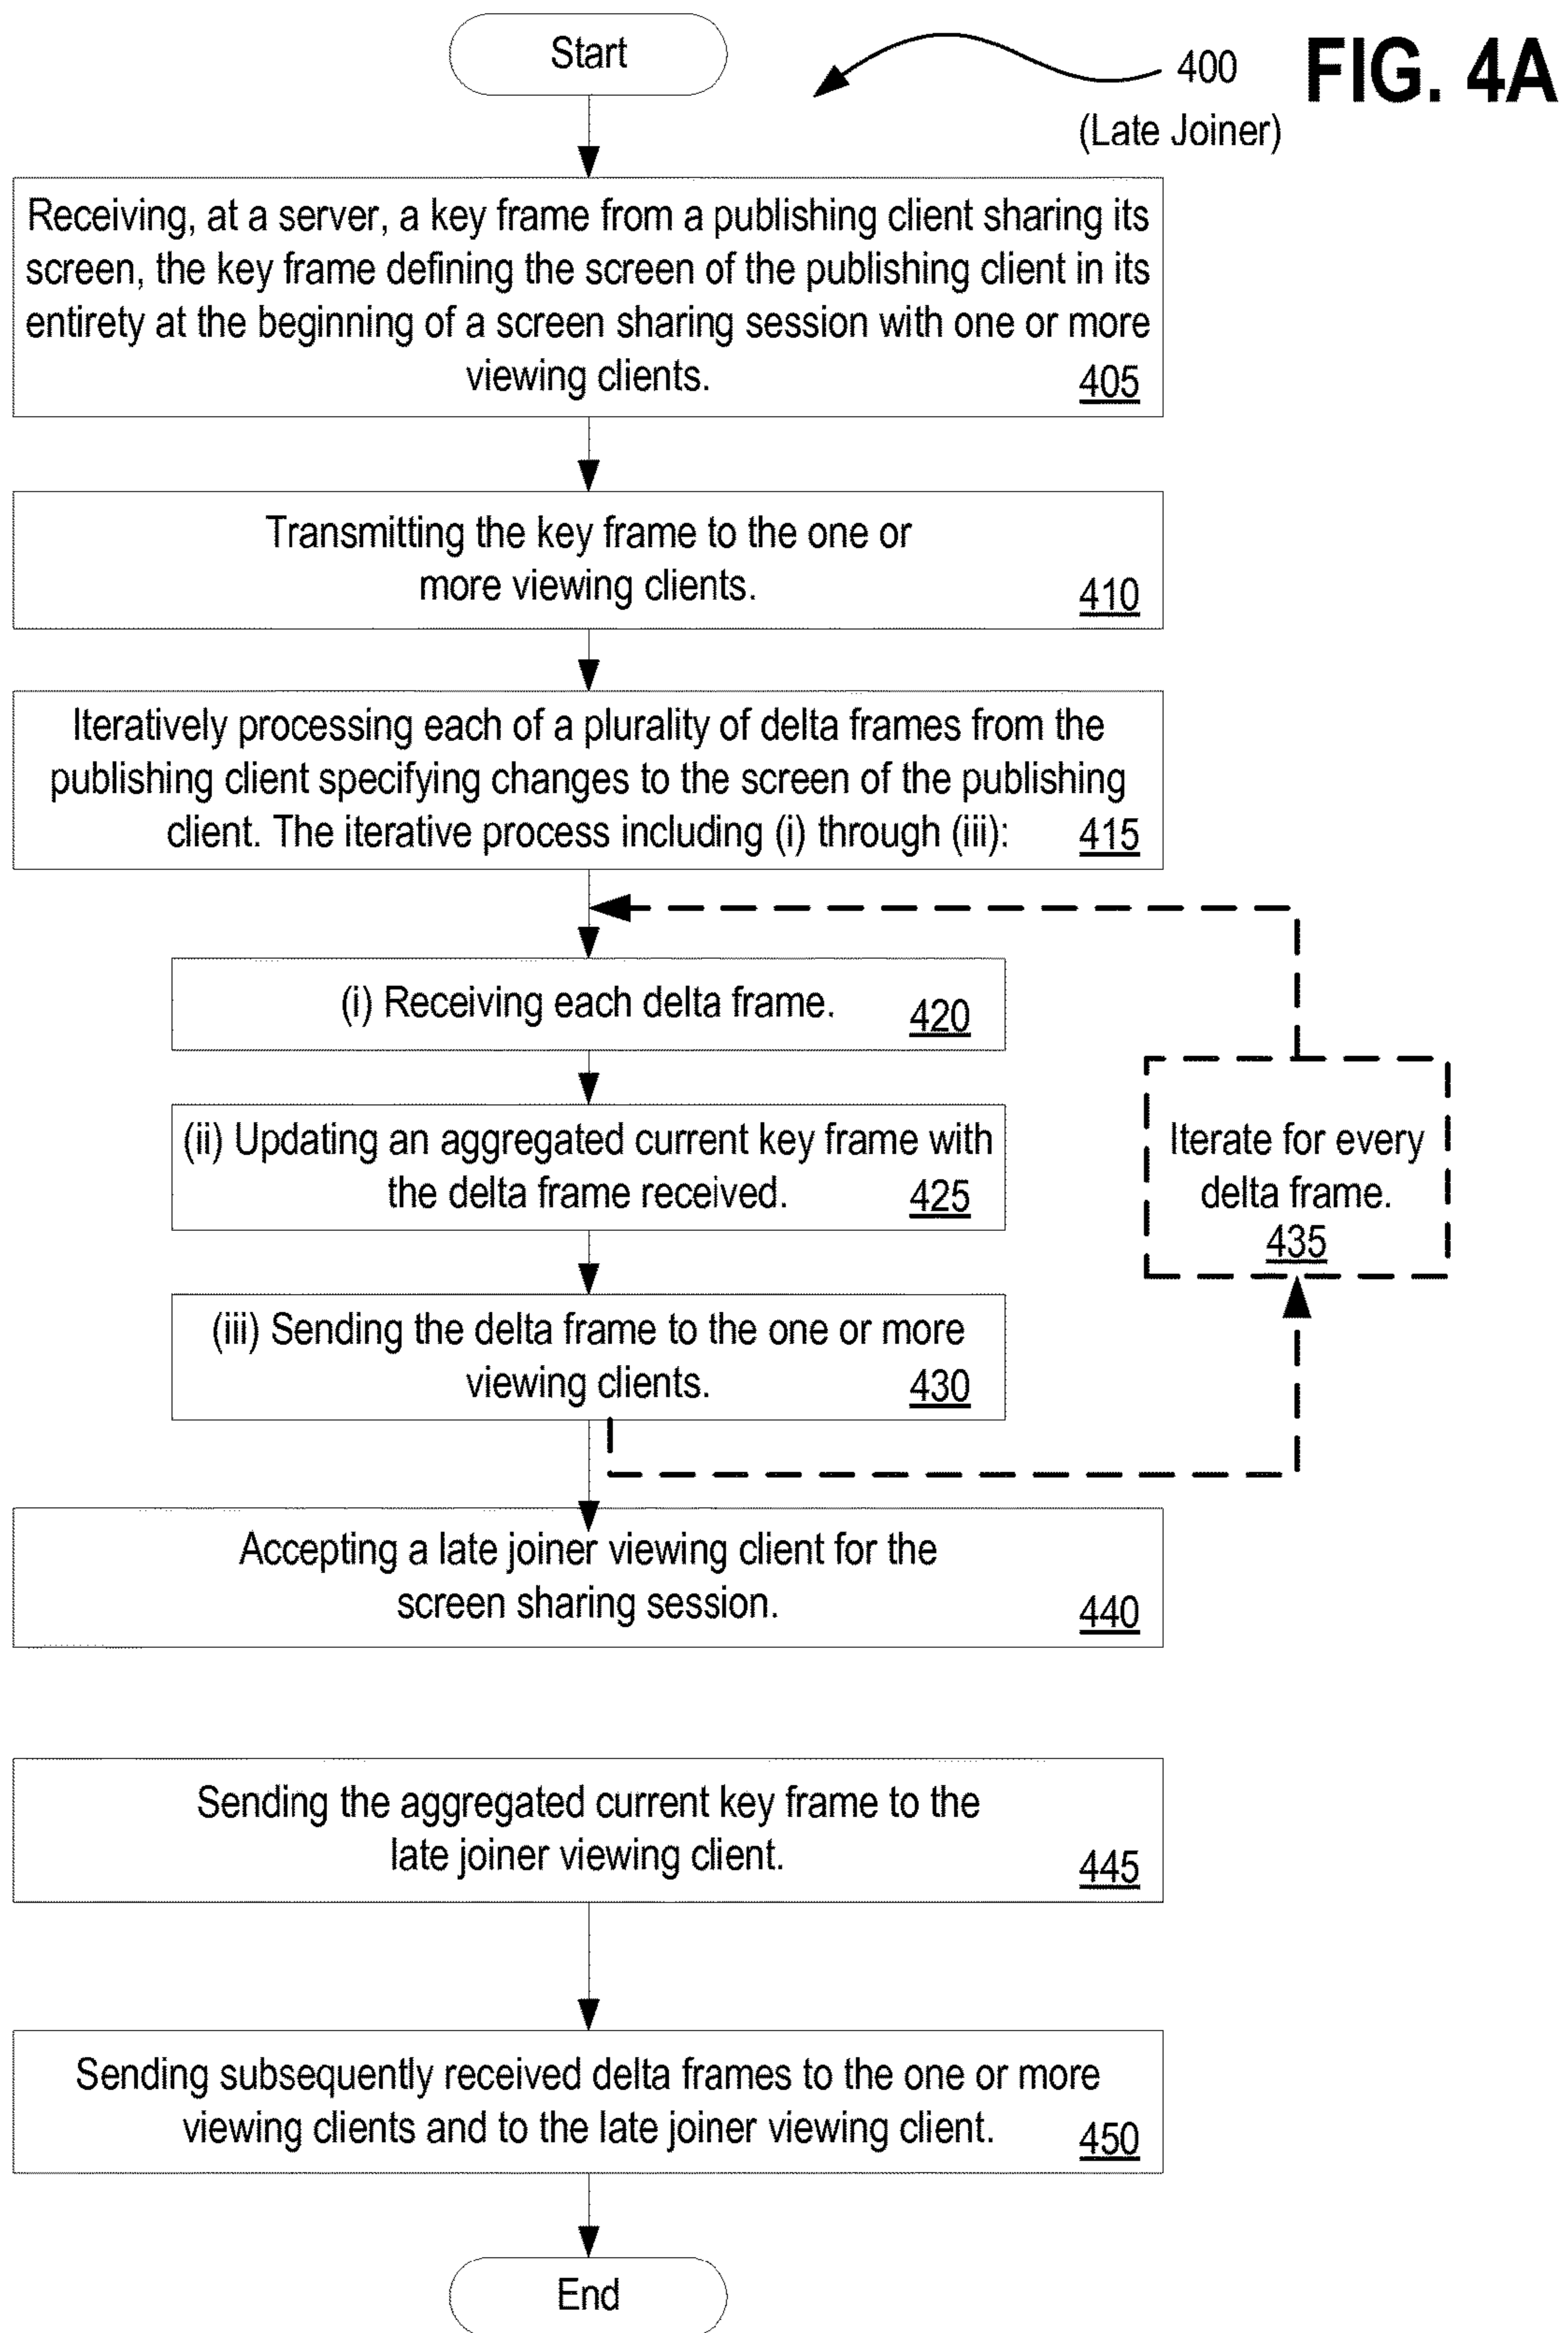 Start
400
(Late Joiner)
FIG. 4A
Receiving, at a server, a key frame from a publishing client sharing its
screen, the key frame defining the screen of the publishing client in its
entirety at the beginning of a screen sharing session with one or more
viewing clients.
405
Transmitting the key frame to the one or
more viewing clients.
410
Iteratively processing each of a plurality of delta frames from the
publishing client specifying changes to the screen of the publishing
client. The iterative process including (i) through (iii):
415
(i) Receiving each delta frame.
420
(ii) Updating an aggregated current key frame with
the delta frame received.
425
(iii) Sending the delta frame to the one or more
viewing clients.
430
Iterate for every
delta frame.
435
Accepting a late joiner viewing client for the
screen sharing session.
440
Sending the aggregated current key frame to the
late joiner viewing client.
445
Sending subsequently received delta frames to the one or more
viewing clients and to the late joiner viewing client.
450
End